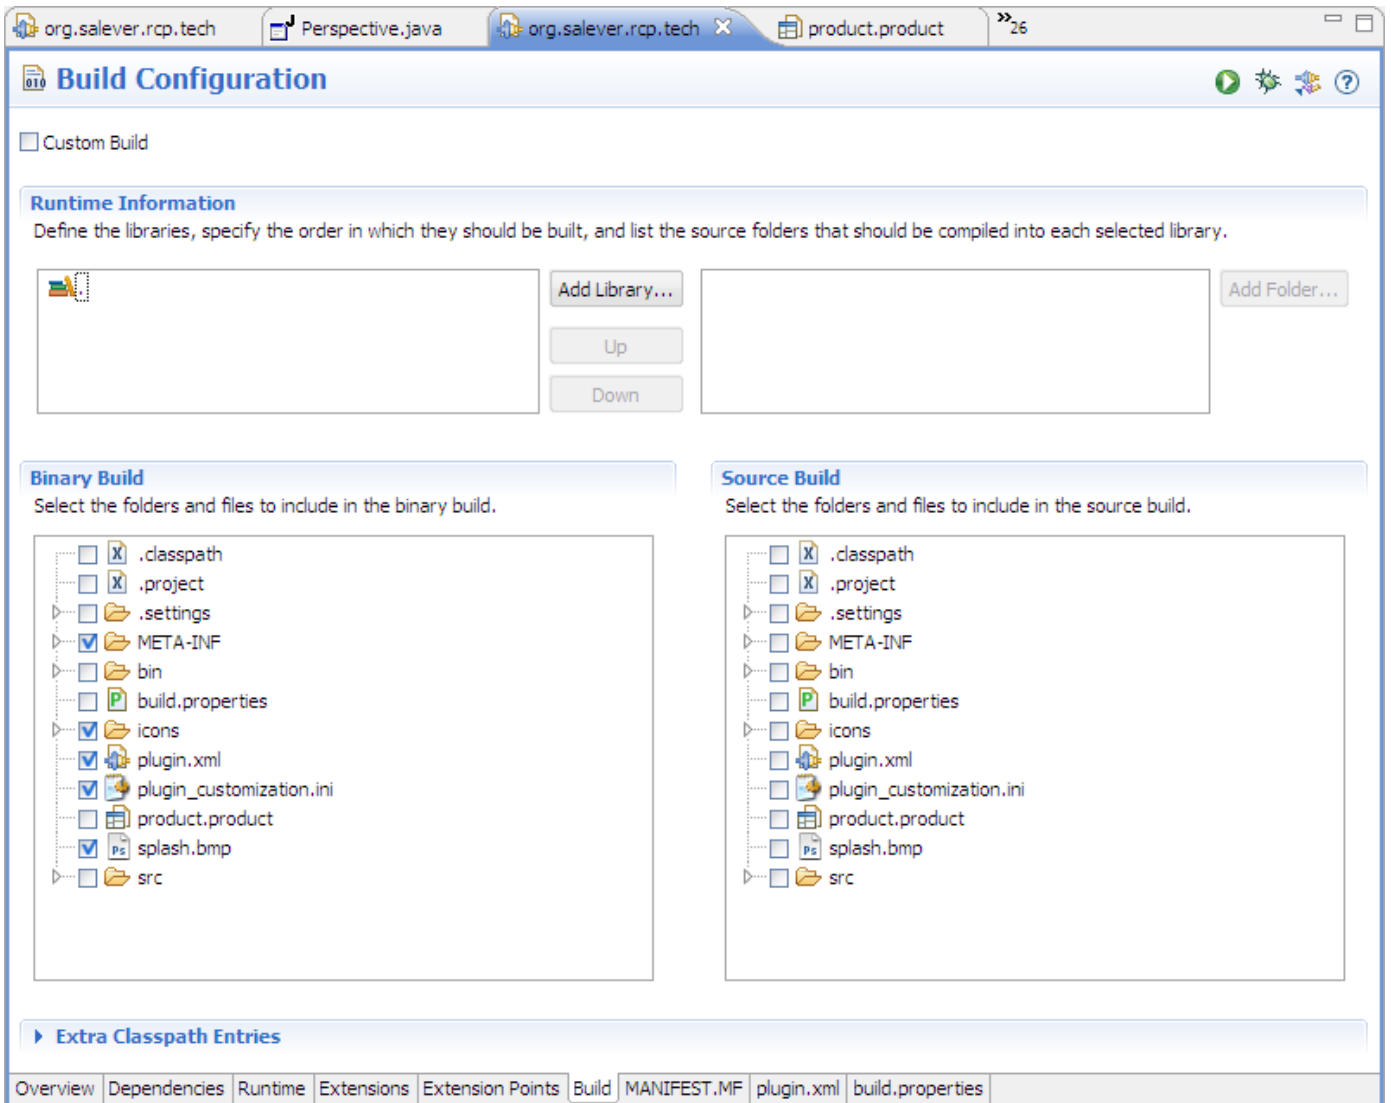 org.salever.rcp.tech Perspective.java org.salever.rcp.tech product.product »26
Build Configuration
Custom Build
Runtime Information
Define the libraries, specify the order in which they should be built, and list the source folders that should be compiled into each selected library.
. Add Library... Add Folder...
Up
Down
Binary Build
Select the folders and files to include in the binary build.
.classpath
.project
.settings
META-INF
bin
build.properties
icons
plugin.xml
plugin_customization.ini
product.product
splash.bmp
src
Source Build
Select the folders and files to include in the source build.
.classpath
.project
.settings
META-INF
bin
build.properties
icons
plugin.xml
plugin_customization.ini
product.product
splash.bmp
src
Extra Classpath Entries
Overview Dependencies Runtime Extensions Extension Points Build MANIFEST.MF plugin.xml build.properties